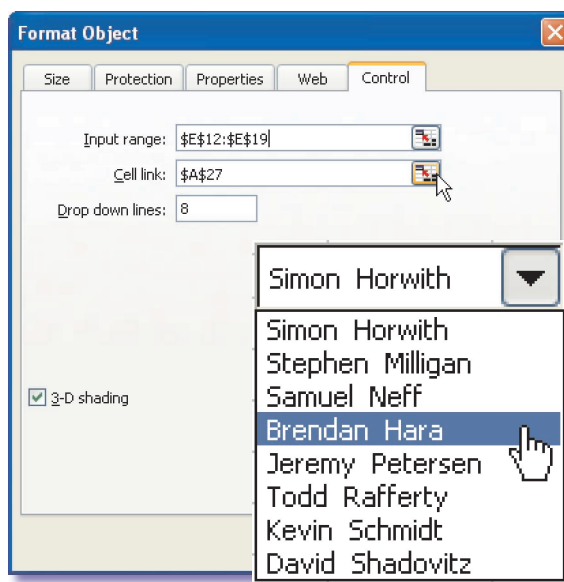 Format Object
Size Protection Properties Web Control
Input range: $E$12:$E$19
Cell link: $A$27
Drop down lines: 8
Simon Horwith
Simon Horwith
Stephen Milligan
Samuel Neff
Brendan Hara
Jeremy Petersen
Todd Rafferty
Kevin Schmidt
David Shadovitz
3-D shading